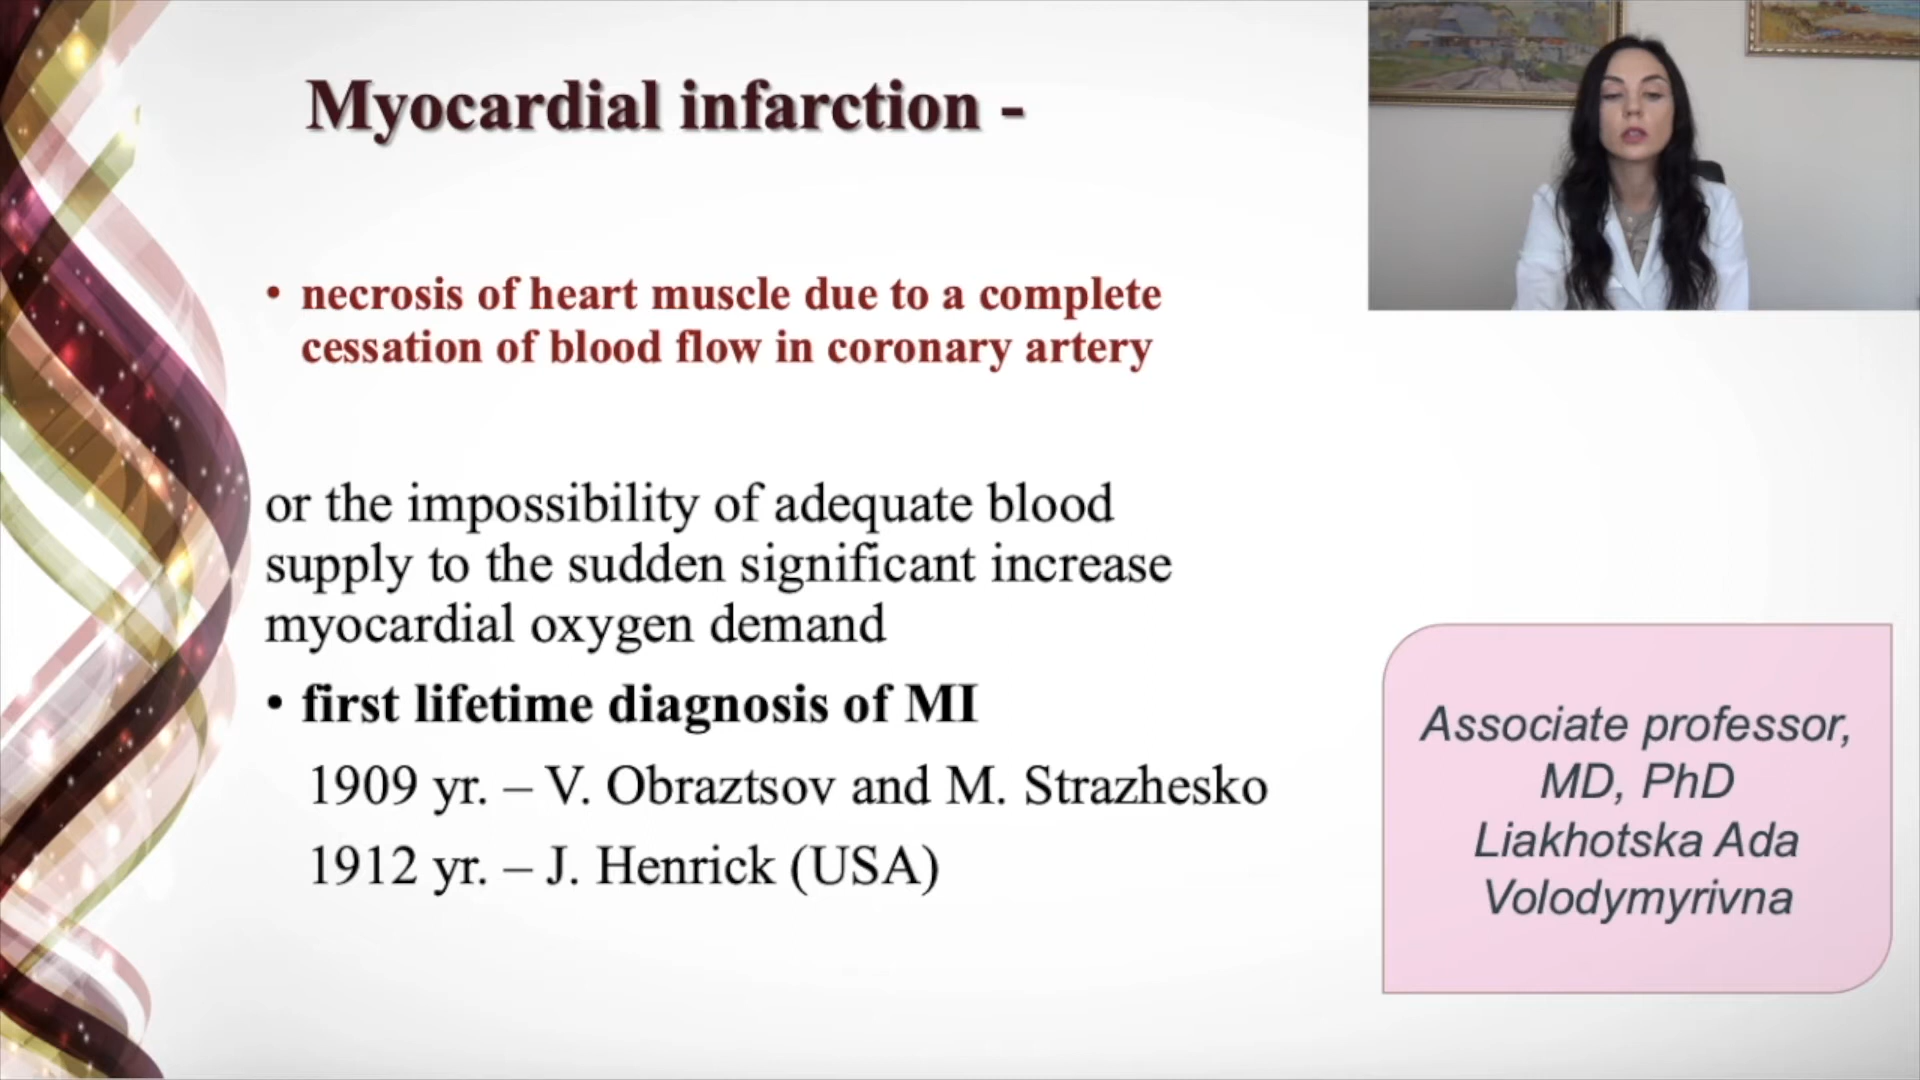 Myocardial infarction -
• necrosis of heart muscle due to a complete
cessation of blood flow in coronary artery
or the impossibility of adequate blood
supply to the sudden significant increase
myocardial oxygen demand
• first lifetime diagnosis of MI
1909 yr. – V. Obraztsov and M. Strazhesko
1912 yr. – J. Henrick (USA)
Associate professor,
MD, PhD
Liakhotska Ada
Volodymyrivna